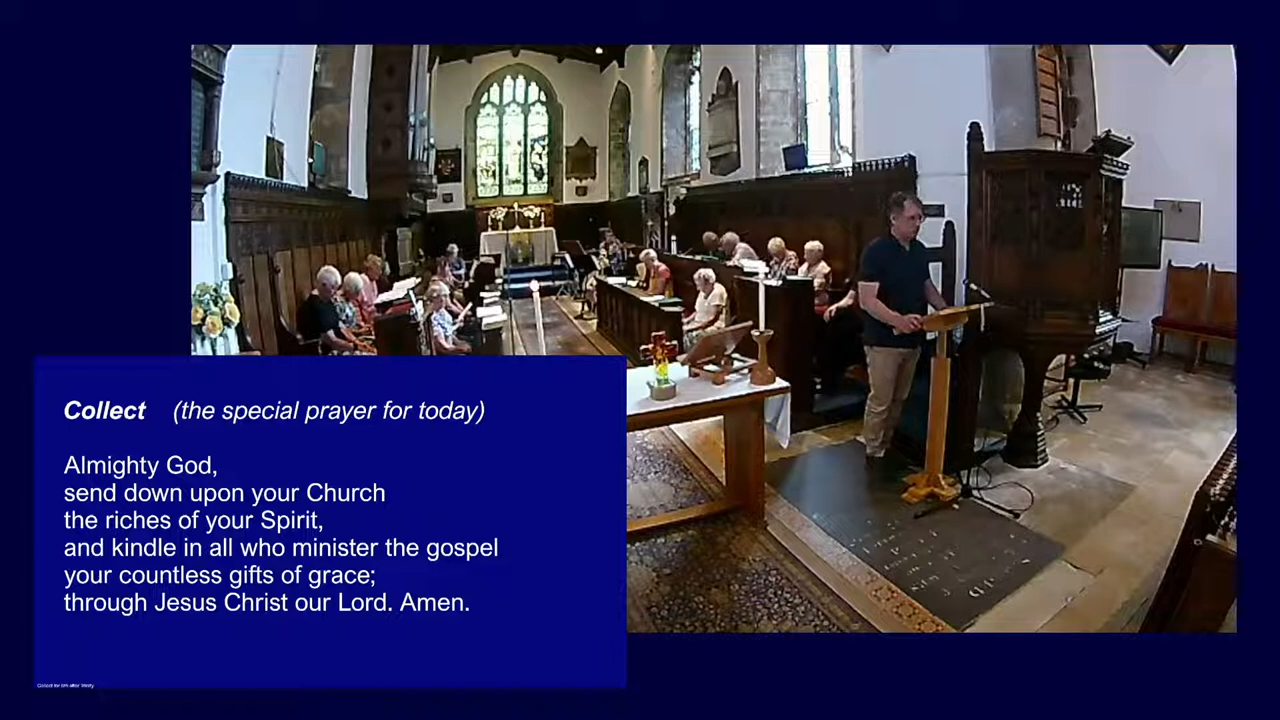 Collect (the special prayer for today)
Almighty God,
send down upon your Church
the riches of your Spirit,
and kindle in all who minister the gospel
your countless gifts of grace;
through Jesus Christ our Lord. Amen.